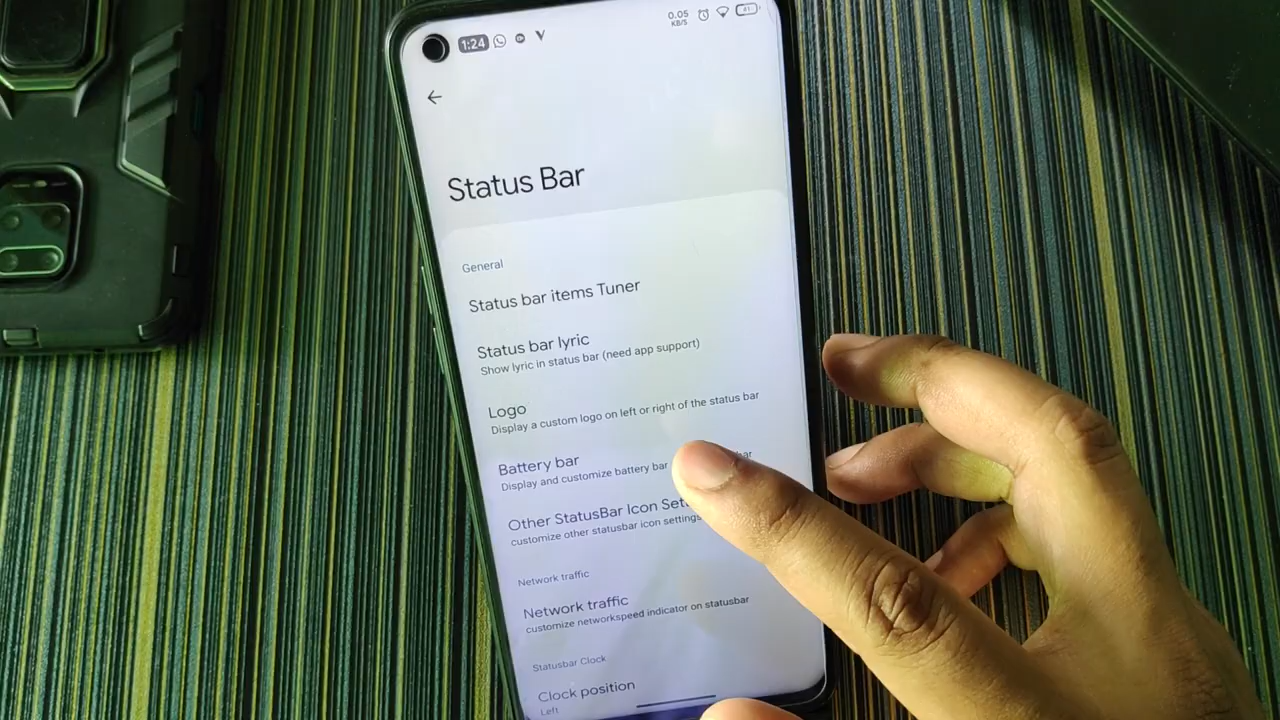 1:24
0.05
KB/S
41
Status Bar
General
Status bar items Tuner
Status bar lyric
Show lyric in status bar (need app support)
Logo
Display a custom logo on left or right of the status bar
Battery bar
Display and customize battery bar
Other StatusBar Icon
customize other statusbar icon settings
Network traffic
Network traffic
customize networkspeed indicator on statusbar
Statusbar Clock
Clock position
Left